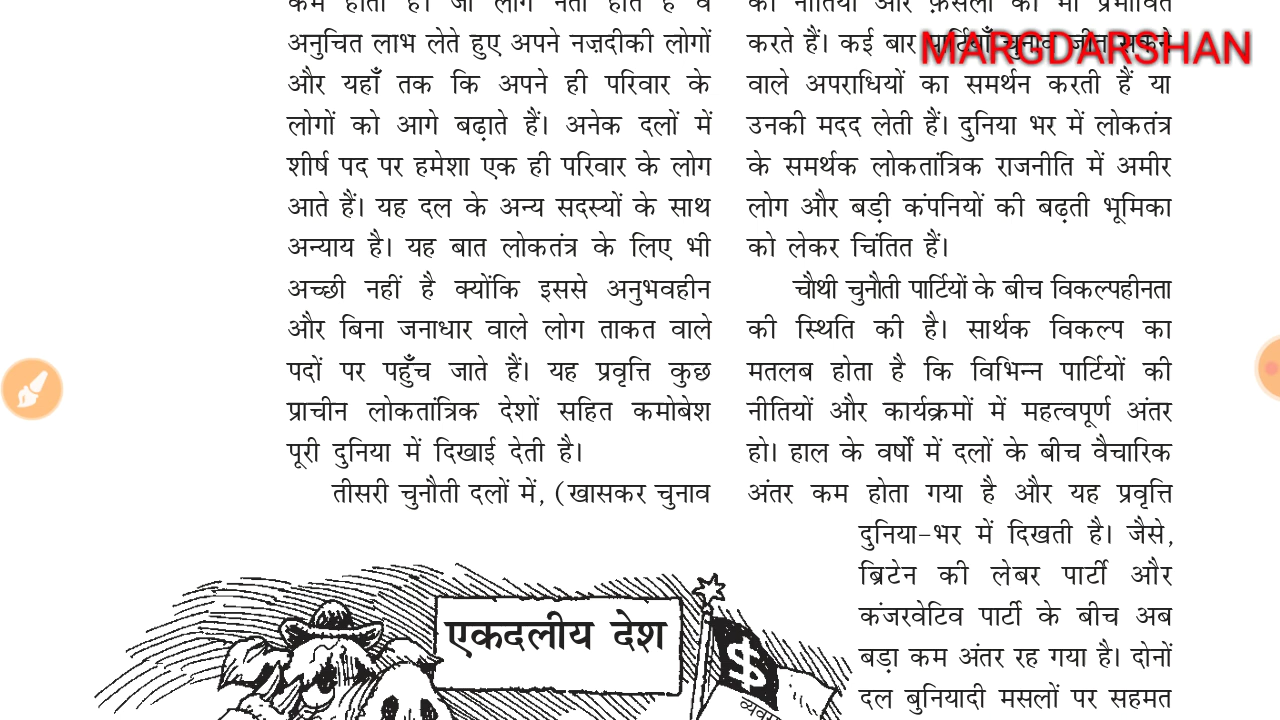 कम होता है। जो लोग नेता होते हैं वे
अनुचित लाभ लेते हुए अपने नज़दीकी लोगों
और यहाँ तक कि अपने ही परिवार के
लोगों को आगे बढ़ाते हैं। अनेक दलों में
शीर्ष पद पर हमेशा एक ही परिवार के लोग
आते हैं। यह दल के अन्य सदस्यों के साथ
अन्याय है। यह बात लोकतंत्र के लिए भी
अच्छी नहीं है क्योंकि इससे अनुभवहीन
और बिना जनाधार वाले लोग ताकत वाले
पदों पर पहुँच जाते हैं। यह प्रवृत्ति कुछ
प्राचीन लोकतांत्रिक देशों सहित कमोबेश
पूरी दुनिया में दिखाई देती है।
तीसरी चुनौती दलों में, (खासकर चुनाव
की नीतियों और फ़ैसलों को भी प्रभावित
करते हैं। कई बार पार्टियाँ चुनाव जीत सकने
वाले अपराधियों का समर्थन करती हैं या
उनकी मदद लेती हैं। दुनिया भर में लोकतंत्र
के समर्थक लोकतांत्रिक राजनीति में अमीर
लोग और बड़ी कंपनियों की बढ़ती भूमिका
को लेकर चिंतित हैं।
चौथी चुनौती पार्टियों के बीच विकल्पहीनता
की स्थिति की है। सार्थक विकल्प का
मतलब होता है कि विभिन्न पार्टियों की
नीतियों और कार्यक्रमों में महत्वपूर्ण अंतर
हो। हाल के वर्षों में दलों के बीच वैचारिक
अंतर कम होता गया है और यह प्रवृत्ति
दुनिया-भर में दिखती है। जैसे,
ब्रिटेन की लेबर पार्टी और
कंजरवेटिव पार्टी के बीच अब
बड़ा कम अंतर रह गया है। दोनों
दल बुनियादी मसलों पर सहमत
MARGDARSHAN
एकदलीय देश
$